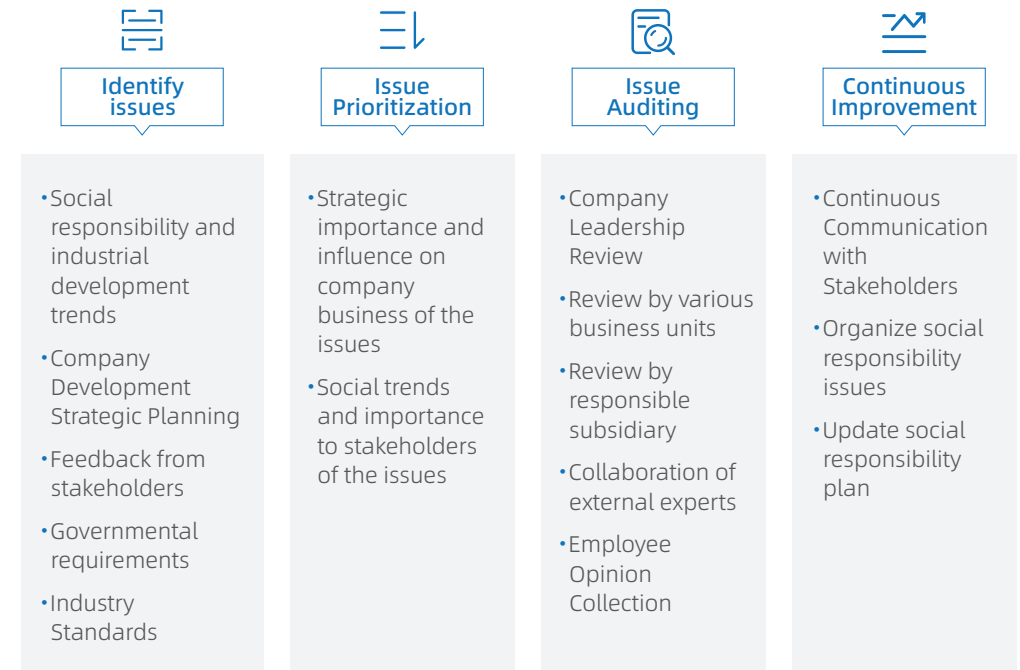 Identify
issues
Social
responsibility and
industrial
development
trends
Company
Development
Strategic Planning
Feedback from
stakeholders
Governmental
requirements
Industry
Standards
Issue
Prioritization
Strategic
importance and
influence on
company
business of the
issues
Social trends
and importance
to stakeholders
of the issues
Issue
Auditing
Company
Leadership
Review
Review by various
business units
Review by
responsible
subsidiary
Collaboration of
external experts
Employee
Opinion
Collection
Continuous
Improvement
Continuous
Communication
with
Stakeholders
Organize social
responsibility
issues
Update social
responsibility
plan